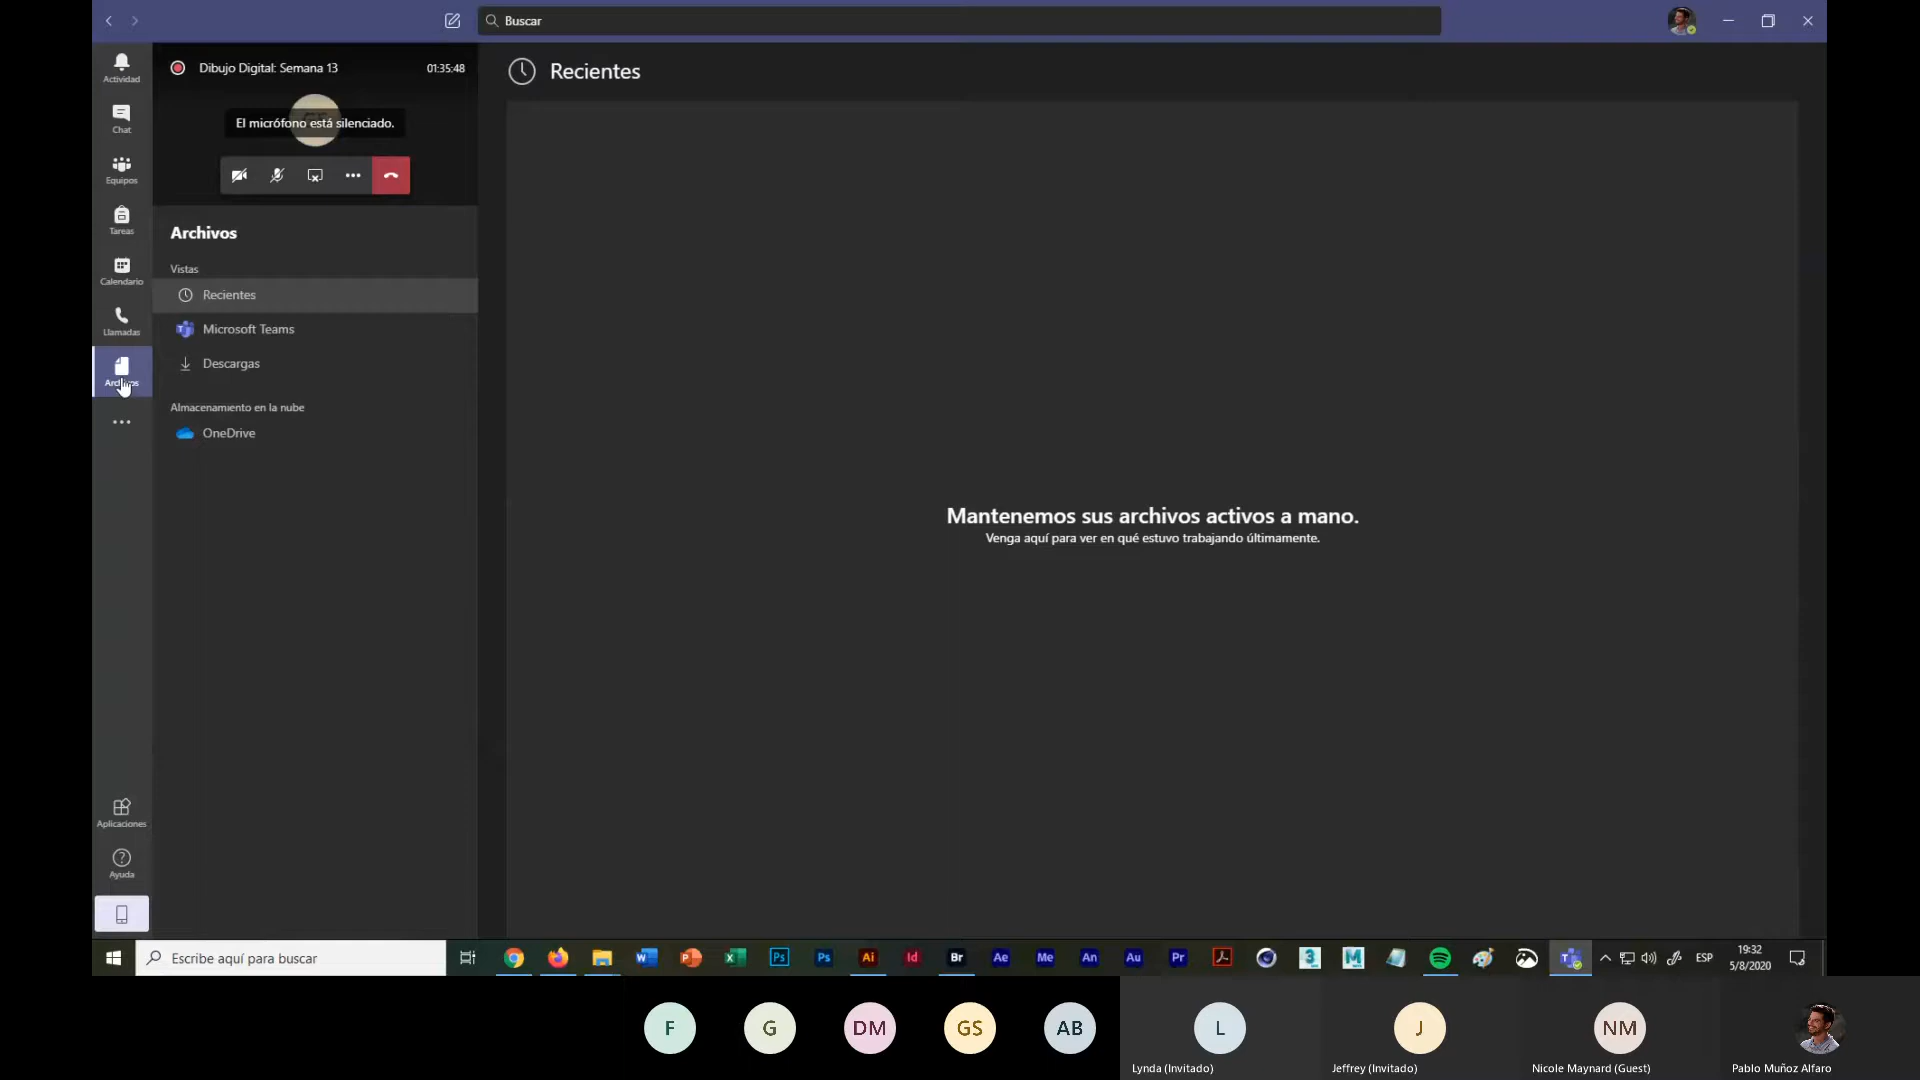 Buscar
Actividad
Chat
Equipos
Tareas
Calendario
Llamadas
Archivos
Aplicaciones
Ayuda
Dibujo Digital: Semana 13
01:35:48
El micrófono está silenciado.
Archivos
Vistas
Recientes
Microsoft Teams
Descargas
Almacenamiento en la nube
OneDrive
Recientes
Mantenemos sus archivos activos a mano.
Venga aquí para ver en qué estuvo trabajando últimamente.
Escribe aquí para buscar
Ps
Ps
Ai
Id
Br
Ae
Me
An
Au
Pr
3
M
ESP
19:32
5/8/2020
F
G
DM
GS
AB
L
J
NM
Lynda (Invitado)
Jeffrey (Invitado)
Nicole Maynard (Guest)
Pablo Muñoz Alfaro